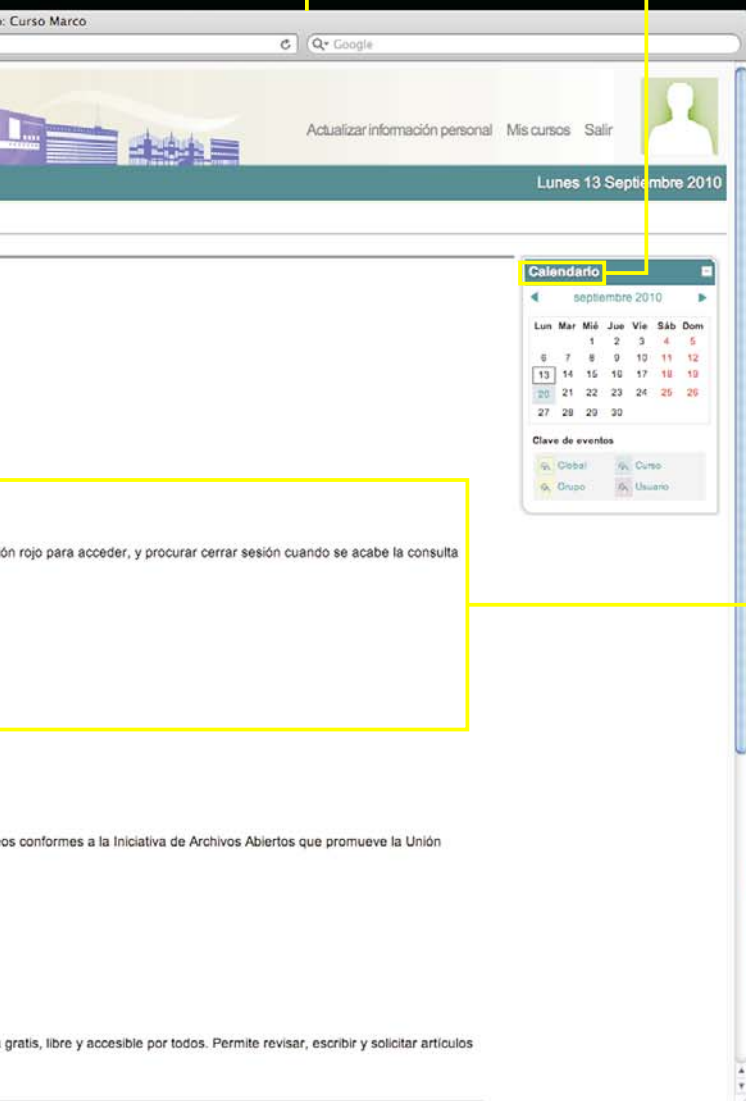 o: Curso Marco
Google
Actualizar información personal Mis cursos Salir
Lunes 13 Septiembre 2010
Calendario
septiembre 2010
Lun Mar Mié Jue Vie Sáb Dom
1 2 3 4 5
6 7 8 9 10 11 12
13 14 15 16 17 18 19
20 21 22 23 24 25 26
27 28 29 30
Clave de eventos
Global Curso
Grupo Usuario
ón rojo para acceder, y procurar cerrar sesión cuando se acabe la consulta
os conformes a la Iniciativa de Archivos Abiertos que promueve la Unión
gratis, libre y accesible por todos. Permite revisar, escribir y solicitar artículos